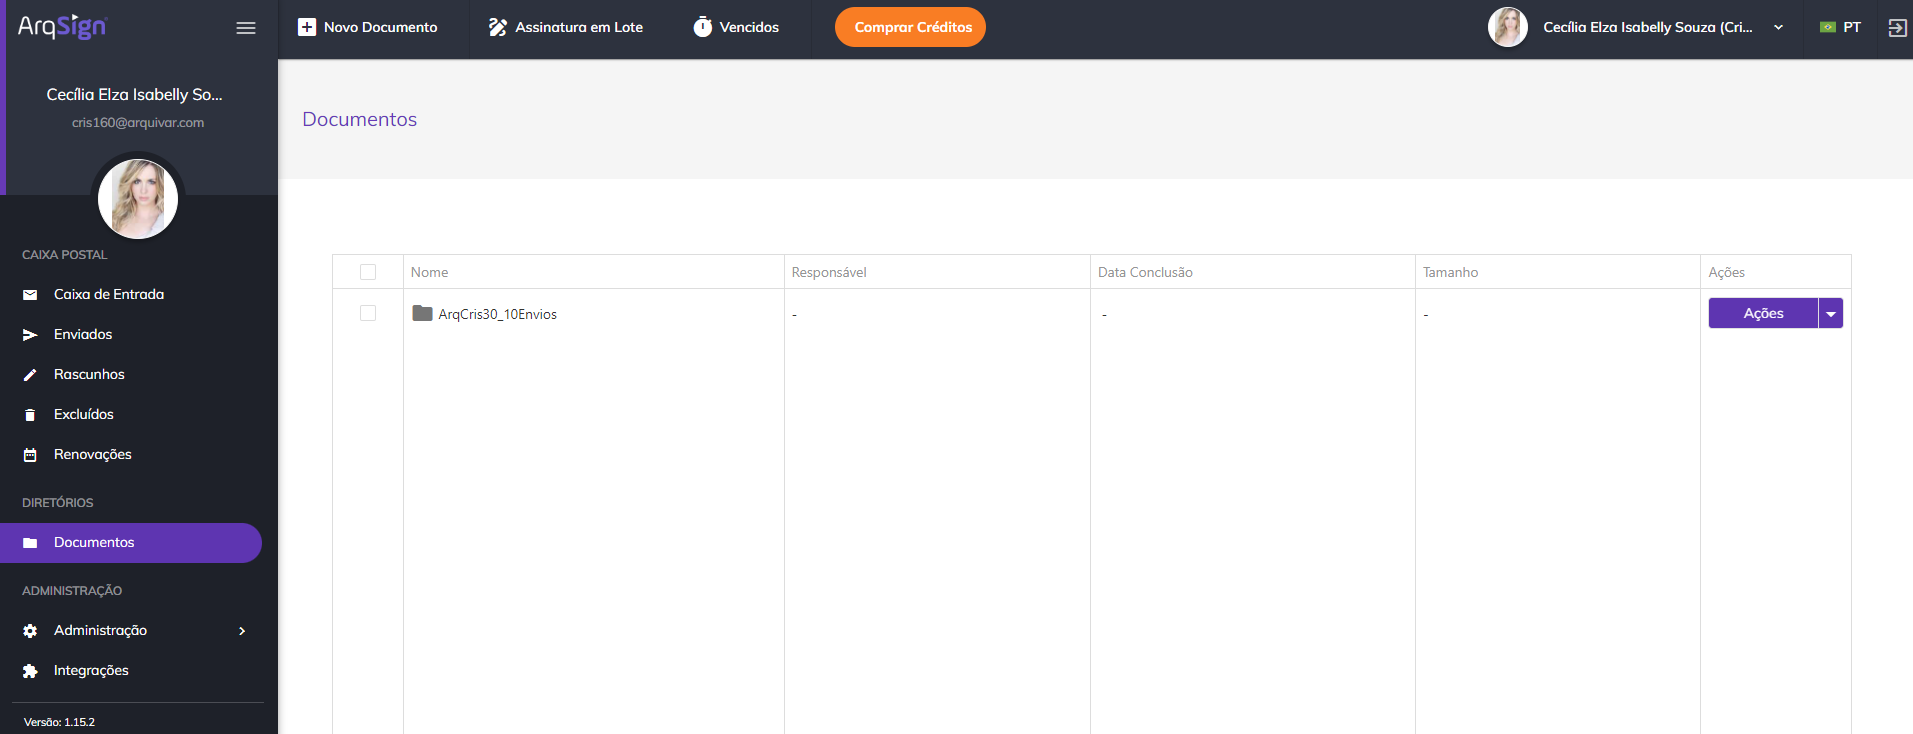 ArqSign
Novo Documento
Assinatura em Lote
Vencidos
Comprar Créditos
Cecília Elza Isabelly Souza (Cri...
PT
Cecília Elza Isabelly So...
cris160@arquivar.com
CAIXA POSTAL
Caixa de Entrada
Enviados
Rascunhos
Excluídos
Renovações
DIRETÓRIOS
Documentos
ADMINISTRAÇÃO
Administração
Integrações
Versão: 1.15.2
Documentos
Nome Responsável Data Conclusão Tamanho Ações
ArqCris30_10Envios - - - Ações